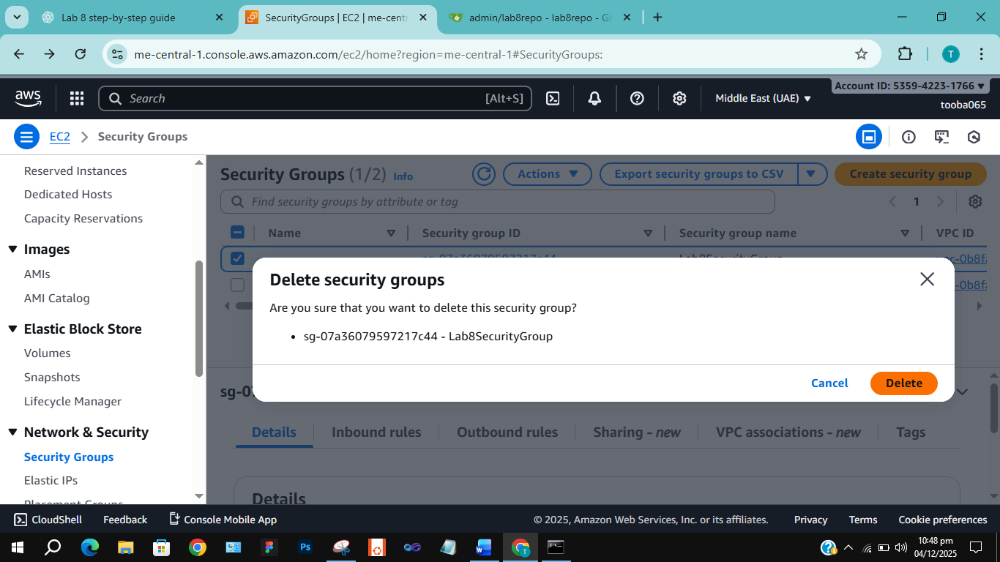 Lab 8 step-by-step guide
SecurityGroups | EC2 | me-centr
admin/lab8repo - lab8repo - Gi
me-central-1.console.aws.amazon.com/ec2/home?region=me-central-1#SecurityGroups:
T
aws
Search
[Alt+S]
Middle East (UAE)
Account ID: 5359-4223-1766
tooba065
EC2
Security Groups
Reserved Instances
Dedicated Hosts
Capacity Reservations
Images
AMIs
AMI Catalog
Elastic Block Store
Volumes
Snapshots
Lifecycle Manager
Network & Security
Security Groups
Elastic IPs
Placement Groups
Security Groups (1/2) Info
Actions
Export security groups to CSV
Create security group
Find security groups by attribute or tag
1
Name
Security group ID
Security group name
VPC ID
sg-07a36079597217c44
Lab8SecurityGroup
vpc-0b8fa
-0b8fa
Delete security groups
Are you sure that you want to delete this security group?
• sg-07a36079597217c44 - Lab8SecurityGroup
Cancel
Delete
sg-07
Details
Inbound rules
Outbound rules
Sharing - new
VPC associations - new
Tags
Details
CloudShell
Feedback
Console Mobile App
© 2025, Amazon Web Services, Inc. or its affiliates.
Privacy
Terms
Cookie preferences
Ps
10:48 pm
04/12/2025